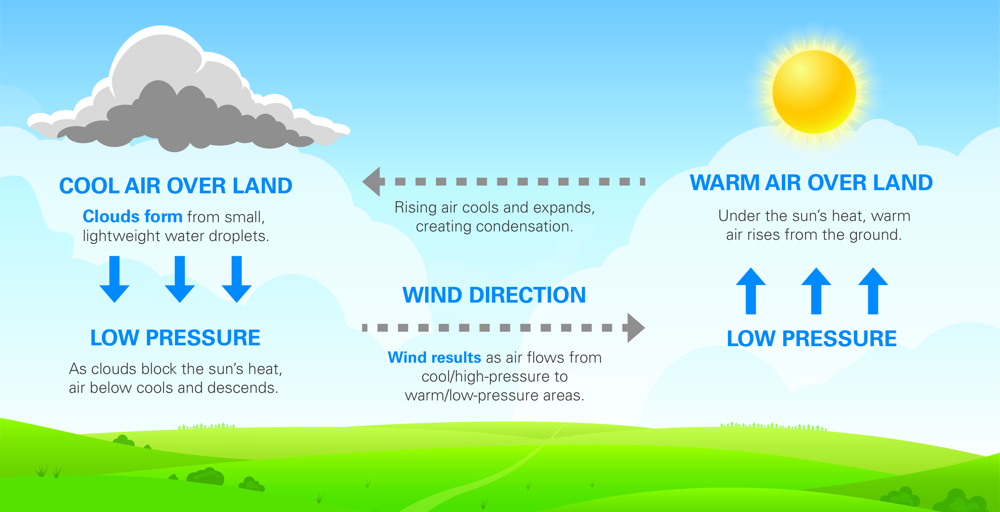 COOL AIR OVER LAND
Clouds form from small,
lightweight water droplets.
LOW PRESSURE
As clouds block the sun's heat,
air below cools and descends.
Rising air cools and expands,
creating condensation.
WIND DIRECTION
Wind results as air flows from
cool/high-pressure to
warm/low-pressure areas.
WARM AIR OVER LAND
Under the sun's heat, warm
air rises from the ground.
LOW PRESSURE